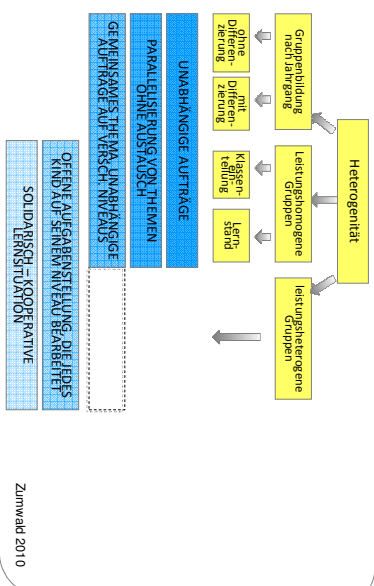 Heterogenität
Gruppenbildung
nach Jahrgang
Leistungshomogene
Gruppen
leistungsheterogene
Gruppen
ohne
Differen-
zierung
mit
Differen-
zierung
Klassen-
ein-
teilung
Lern-
stand
UNABHÄNGIGE AUFTRÄGE
PARALLELISIERUNG VON THEMEN
OHNE AUSTAUSCH
GEMEINSAMES THEMA, UNABHÄNGIGE
AUFTRÄGE AUF VERSCH. NIVEAUS
OFFENE AUFGABENSTELLUNG, DIE JEDES
KIND AUF SEINEM NIVEAU BEARBEITET
SOLIDARISCH – KOOPERATIVE
LERNSITUATION
Zumwald 2010